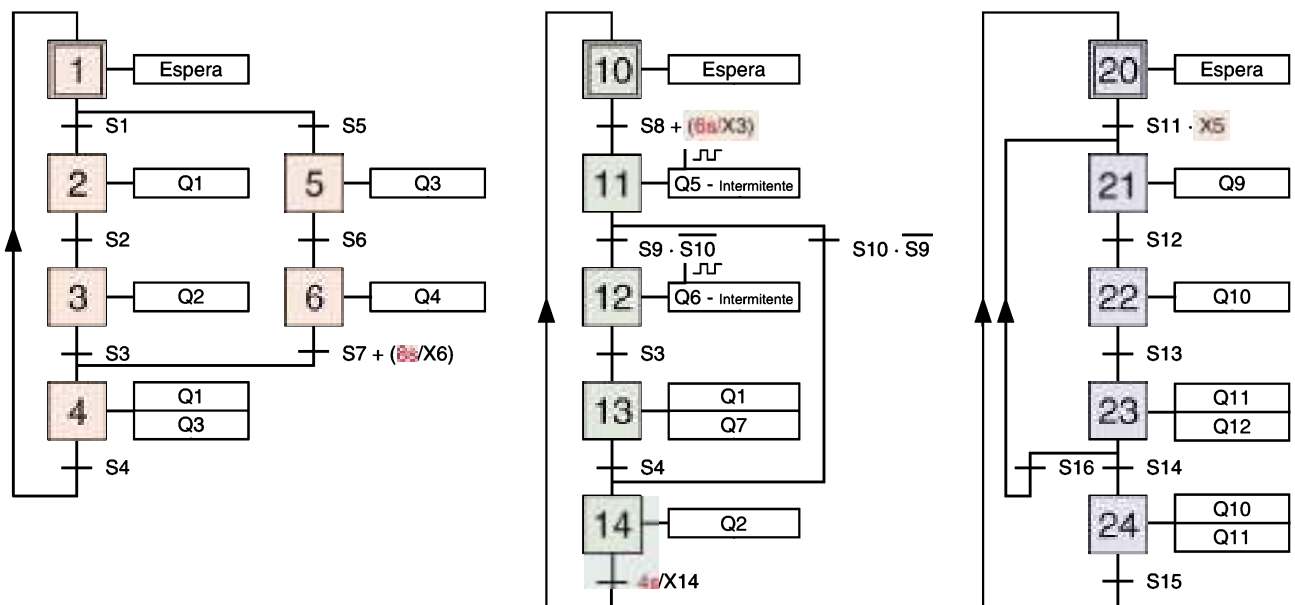 1
Espera
S1
S5
2
Q1
5
Q3
S2
S6
3
Q2
6
Q4
S3
S7 + (8s/X6)
4
Q1
Q3
S4
10
Espera
S8 + (6s/X3)
11
Q5 - Intermitente
S9 · S̅1̅0̅
S10 · S̅9̅
12
Q6 - Intermitente
S3
13
Q1
Q7
S4
14
Q2
4s/X14
20
Espera
S11 · X5
21
Q9
S12
22
Q10
S13
23
Q11
Q12
S16
S14
24
Q10
Q11
S15